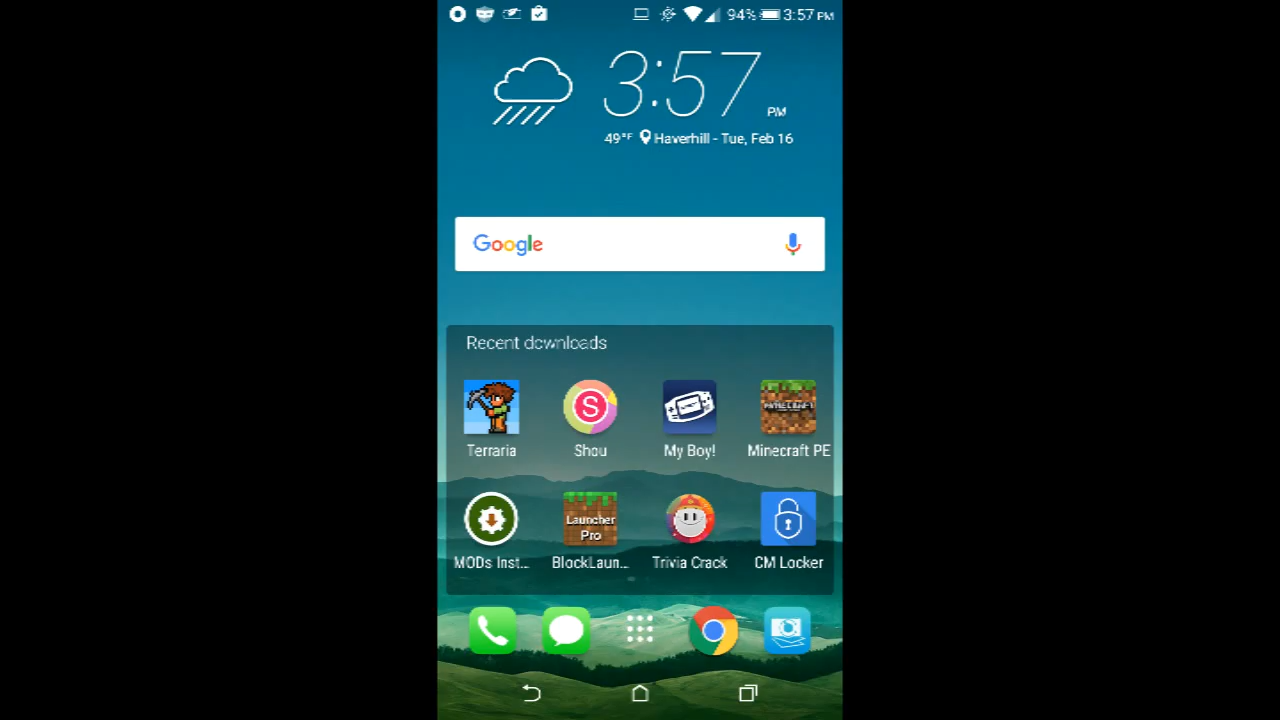 94% 3:57 PM
3:57 PM
49°F Haverhill - Tue, Feb 16
Google
Recent downloads
Terraria
S
Shou
My Boy!
MINECRAFT
Minecraft PE
MODs Inst...
Launcher
Pro
BlockLaun...
Trivia Crack
CM Locker